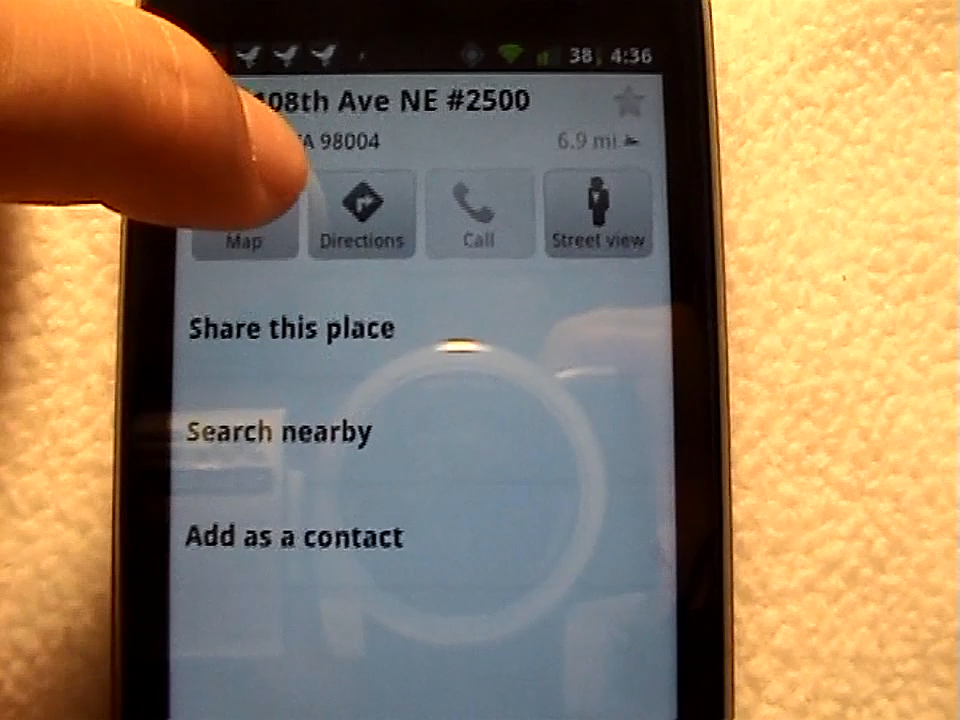 38 4:36
108th Ave NE #2500
98004 6.9 mi
Map Directions Call Street view
Share this place
Search nearby
Add as a contact